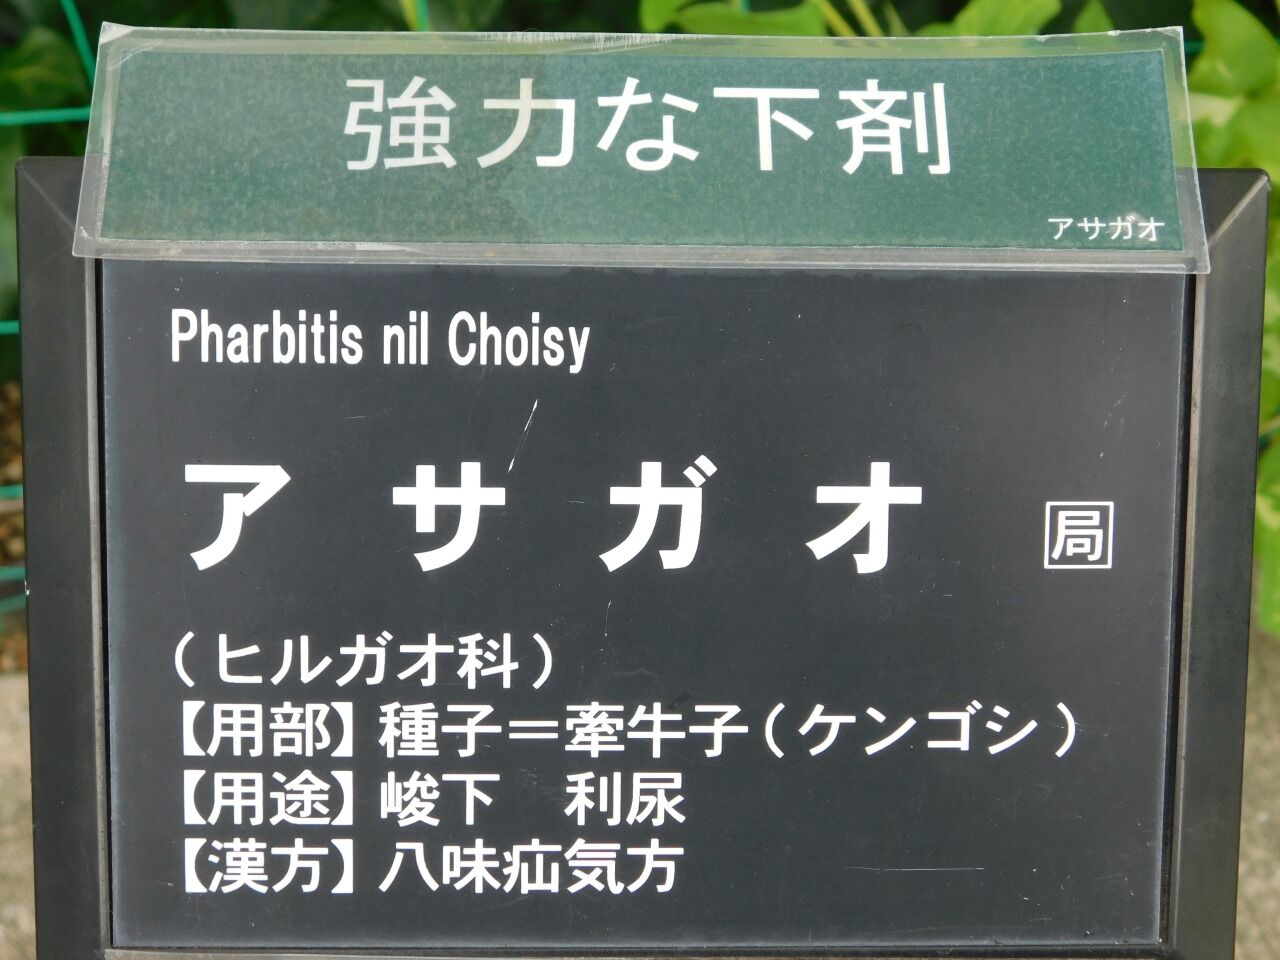 強力な下剤
アサガオ
Pharbitis nil Choisy
アサガオ 局
（ヒルガオ科）
【用部】種子＝牽牛子（ケンゴシ）
【用途】峻下　利尿
【漢方】八味疝気方